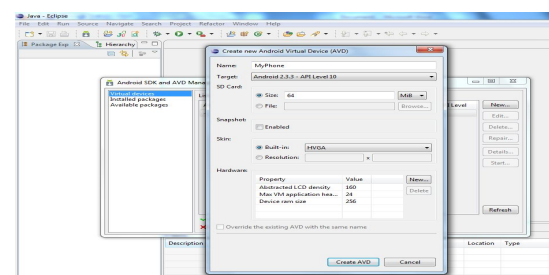 Java - Eclipse
File Edit Run Source Navigate Search Project Refactor Window Help
Package Exp
Hierarchy
Android SDK and AVD Mana
Virtual devices
Installed packages
Available packages
Level
New...
Edit...
Delete...
Repair...
Details...
Start...
Refresh
Create new Android Virtual Device (AVD)
Name: MyPhone
Target: Android 2.3.3 - API Level 10
SD Card:
Size: 64 MiB
File: Browse...
Snapshot:
Enabled
Skin:
Built-in: HVGA
Resolution: x
Hardware:
Property Value New...
Abstracted LCD density 160 Delete
Max VM application hea... 24
Device ram size 256
Override the existing AVD with the same name
Create AVD Cancel
Description
Location Type